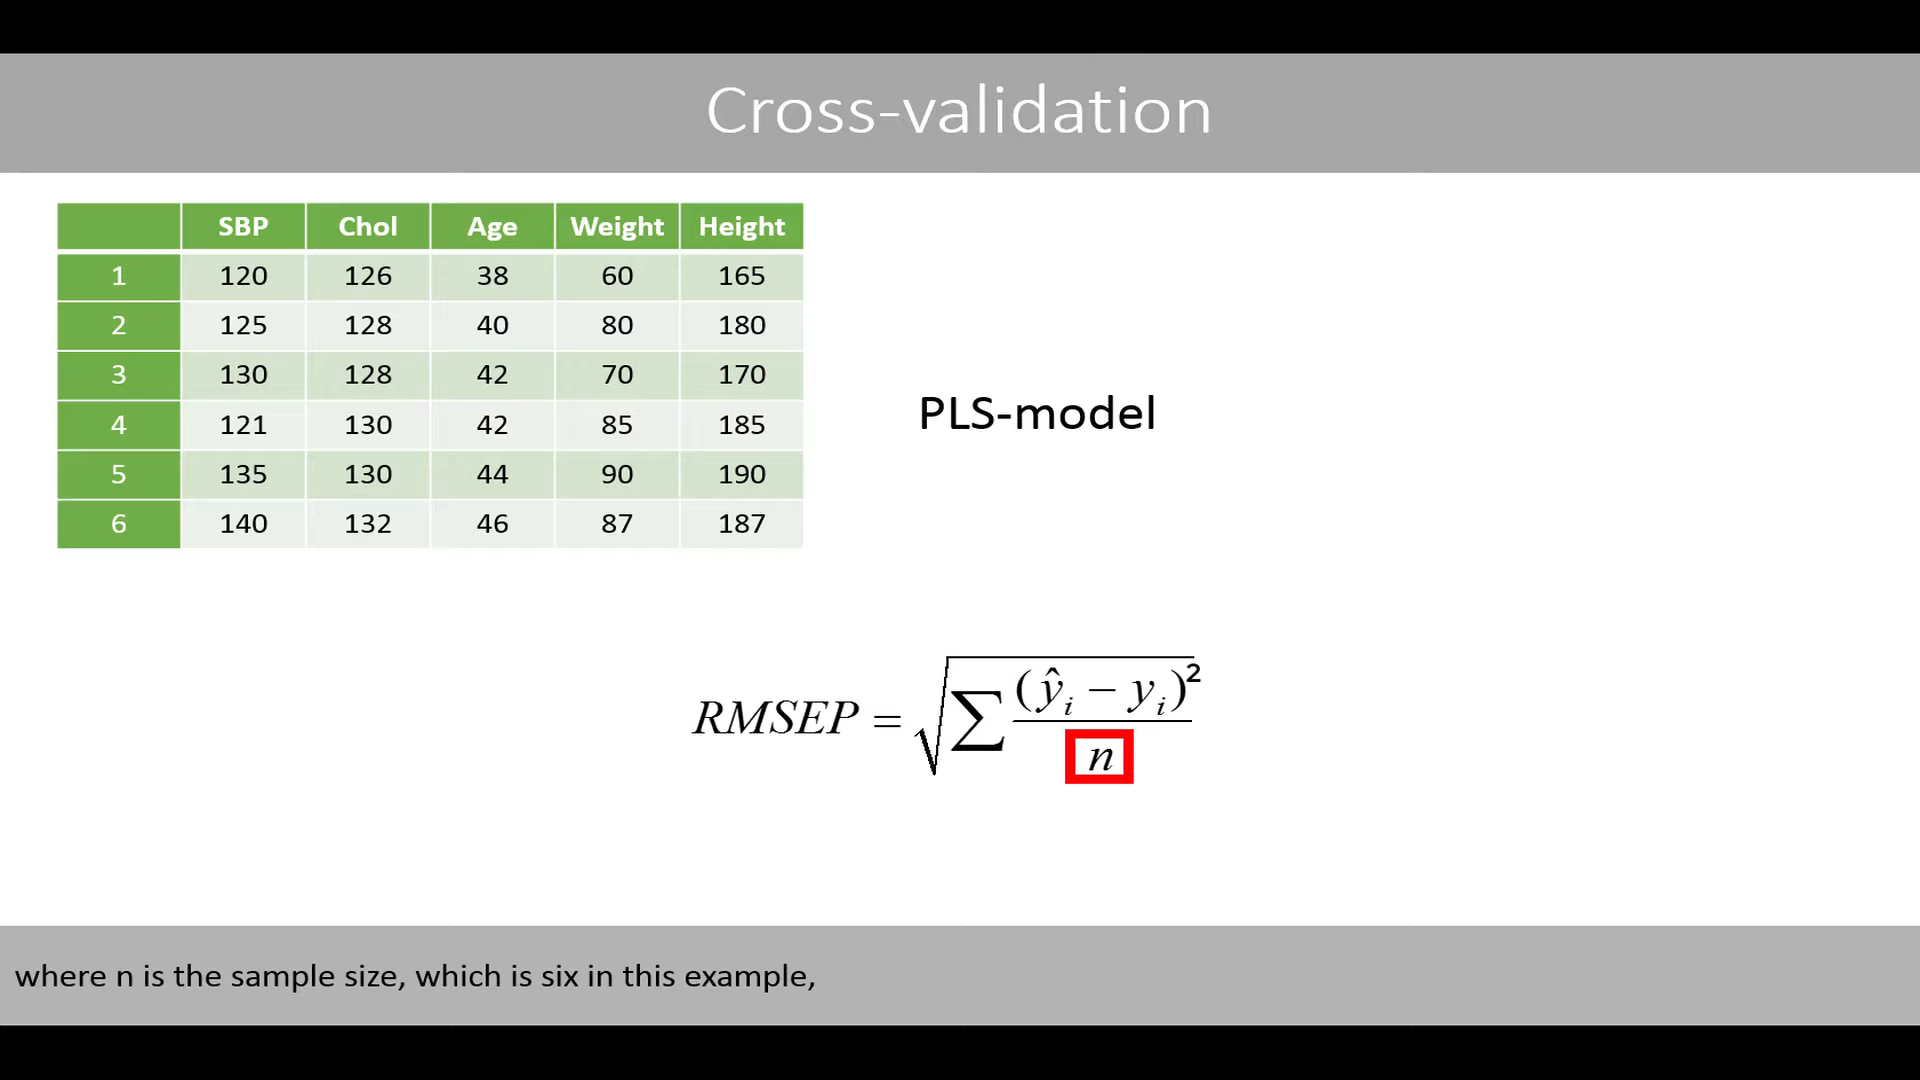 Cross-validation
SBP Chol Age Weight Height
1 120 126 38 60 165
2 125 128 40 80 180
3 130 128 42 70 170
4 121 130 42 85 185
5 135 130 44 90 190
6 140 132 46 87 187
PLS-model
RMSEP = √∑ (ŷᵢ − yᵢ)² / n
where n is the sample size, which is six in this example,